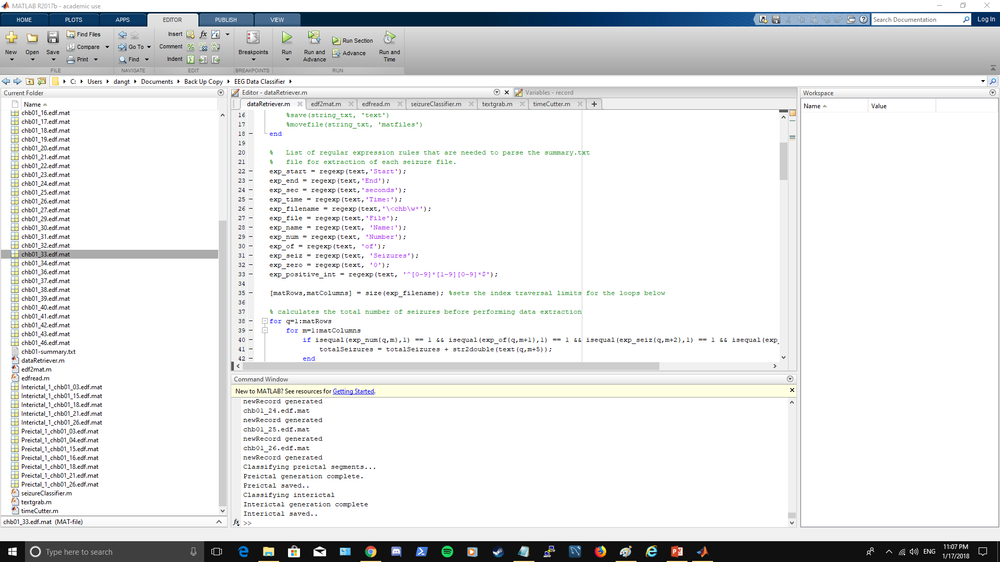 MATLAB R2017b - academic use
HOME PLOTS APPS EDITOR PUBLISH VIEW
Search Documentation
Log In
New
Open
Save
Find Files
Compare
Print
FILE
Go To
Find
NAVIGATE
Insert
Comment
Indent
EDIT
Breakpoints
BREAKPOINTS
Run
Run and Advance
Run Section
Advance
Run and Time
RUN
C: Users dangt Documents Back Up Copy EEG Data Classifier
Current Folder
Name
chb01_16.edf.mat
chb01_17.edf.mat
chb01_18.edf.mat
chb01_19.edf.mat
chb01_20.edf.mat
chb01_21.edf.mat
chb01_22.edf.mat
chb01_23.edf.mat
chb01_24.edf.mat
chb01_25.edf.mat
chb01_26.edf.mat
chb01_27.edf.mat
chb01_29.edf.mat
chb01_30.edf.mat
chb01_31.edf.mat
chb01_32.edf.mat
chb01_33.edf.mat
chb01_34.edf.mat
chb01_36.edf.mat
chb01_37.edf.mat
chb01_38.edf.mat
chb01_39.edf.mat
chb01_40.edf.mat
chb01_41.edf.mat
chb01_42.edf.mat
chb01_43.edf.mat
chb01_46.edf.mat
chb01-summary.txt
dataRetriever.m
edf2mat.m
edfread.m
Interictal_1_chb01_03.edf.mat
Interictal_1_chb01_15.edf.mat
Interictal_1_chb01_18.edf.mat
Interictal_1_chb01_21.edf.mat
Interictal_1_chb01_26.edf.mat
Preictal_1_chb01_03.edf.mat
Preictal_1_chb01_04.edf.mat
Preictal_1_chb01_15.edf.mat
Preictal_1_chb01_16.edf.mat
Preictal_1_chb01_18.edf.mat
Preictal_1_chb01_21.edf.mat
Preictal_1_chb01_26.edf.mat
seizureClassifier.m
textgrab.m
timeCutter.m
chb01_33.edf.mat (MAT-file)
Editor - dataRetriever.m
Variables - record
dataRetriever.m edf2mat.m edfread.m seizureClassifier.m textgrab.m timeCutter.m
16 %save(string_txt, 'text')
17 %movefile(string_txt, 'matfiles')
18 end
19
20 % List of regular expression rules that are needed to parse the summary.txt
21 % file for extraction of each seizure file.
22 exp_start = regexp(text,'Start');
23 exp_end = regexp(text,'End');
24 exp_sec = regexp(text,'seconds');
25 exp_time = regexp(text,'Time:');
26 exp_filename = regexp(text,'\<chb\w*');
27 exp_file = regexp(text,'File');
28 exp_name = regexp(text, 'Name:');
29 exp_num = regexp(text, 'Number');
30 exp_of = regexp(text, 'of');
31 exp_seiz = regexp(text, 'Seizures');
32 exp_zero = regexp(text, '0');
33 exp_positive_int = regexp(text, '^[0-9]*[1-9][0-9]*$');
34
35 [matRows,matColumns] = size(exp_filename); %sets the index traversal limits for the loops below
36
37 % calculates the total number of seizures before performing data extraction
38 for q=1:matRows
39 for m=1:matColumns
40 if isequal(exp_num{q,m},1) == 1 && isequal(exp_of{q,m+1},1) == 1 && isequal(exp_seiz{q,m+2},1) == 1 && isequal(exp_
41 totalSeizures = totalSeizures + str2double(text(q,m+5));
42 end
Command Window
New to MATLAB? See resources for Getting Started.
newRecord generated
chb01_24.edf.mat
newRecord generated
chb01_25.edf.mat
newRecord generated
chb01_26.edf.mat
newRecord generated
Classifying preictal segments...
Preictal generation complete.
Preictal saved..
Classifying interictal
Interictal generation complete
Interictal saved..
fx >>
Workspace
Name Value
Type here to search
ENG
11:07 PM
1/17/2018